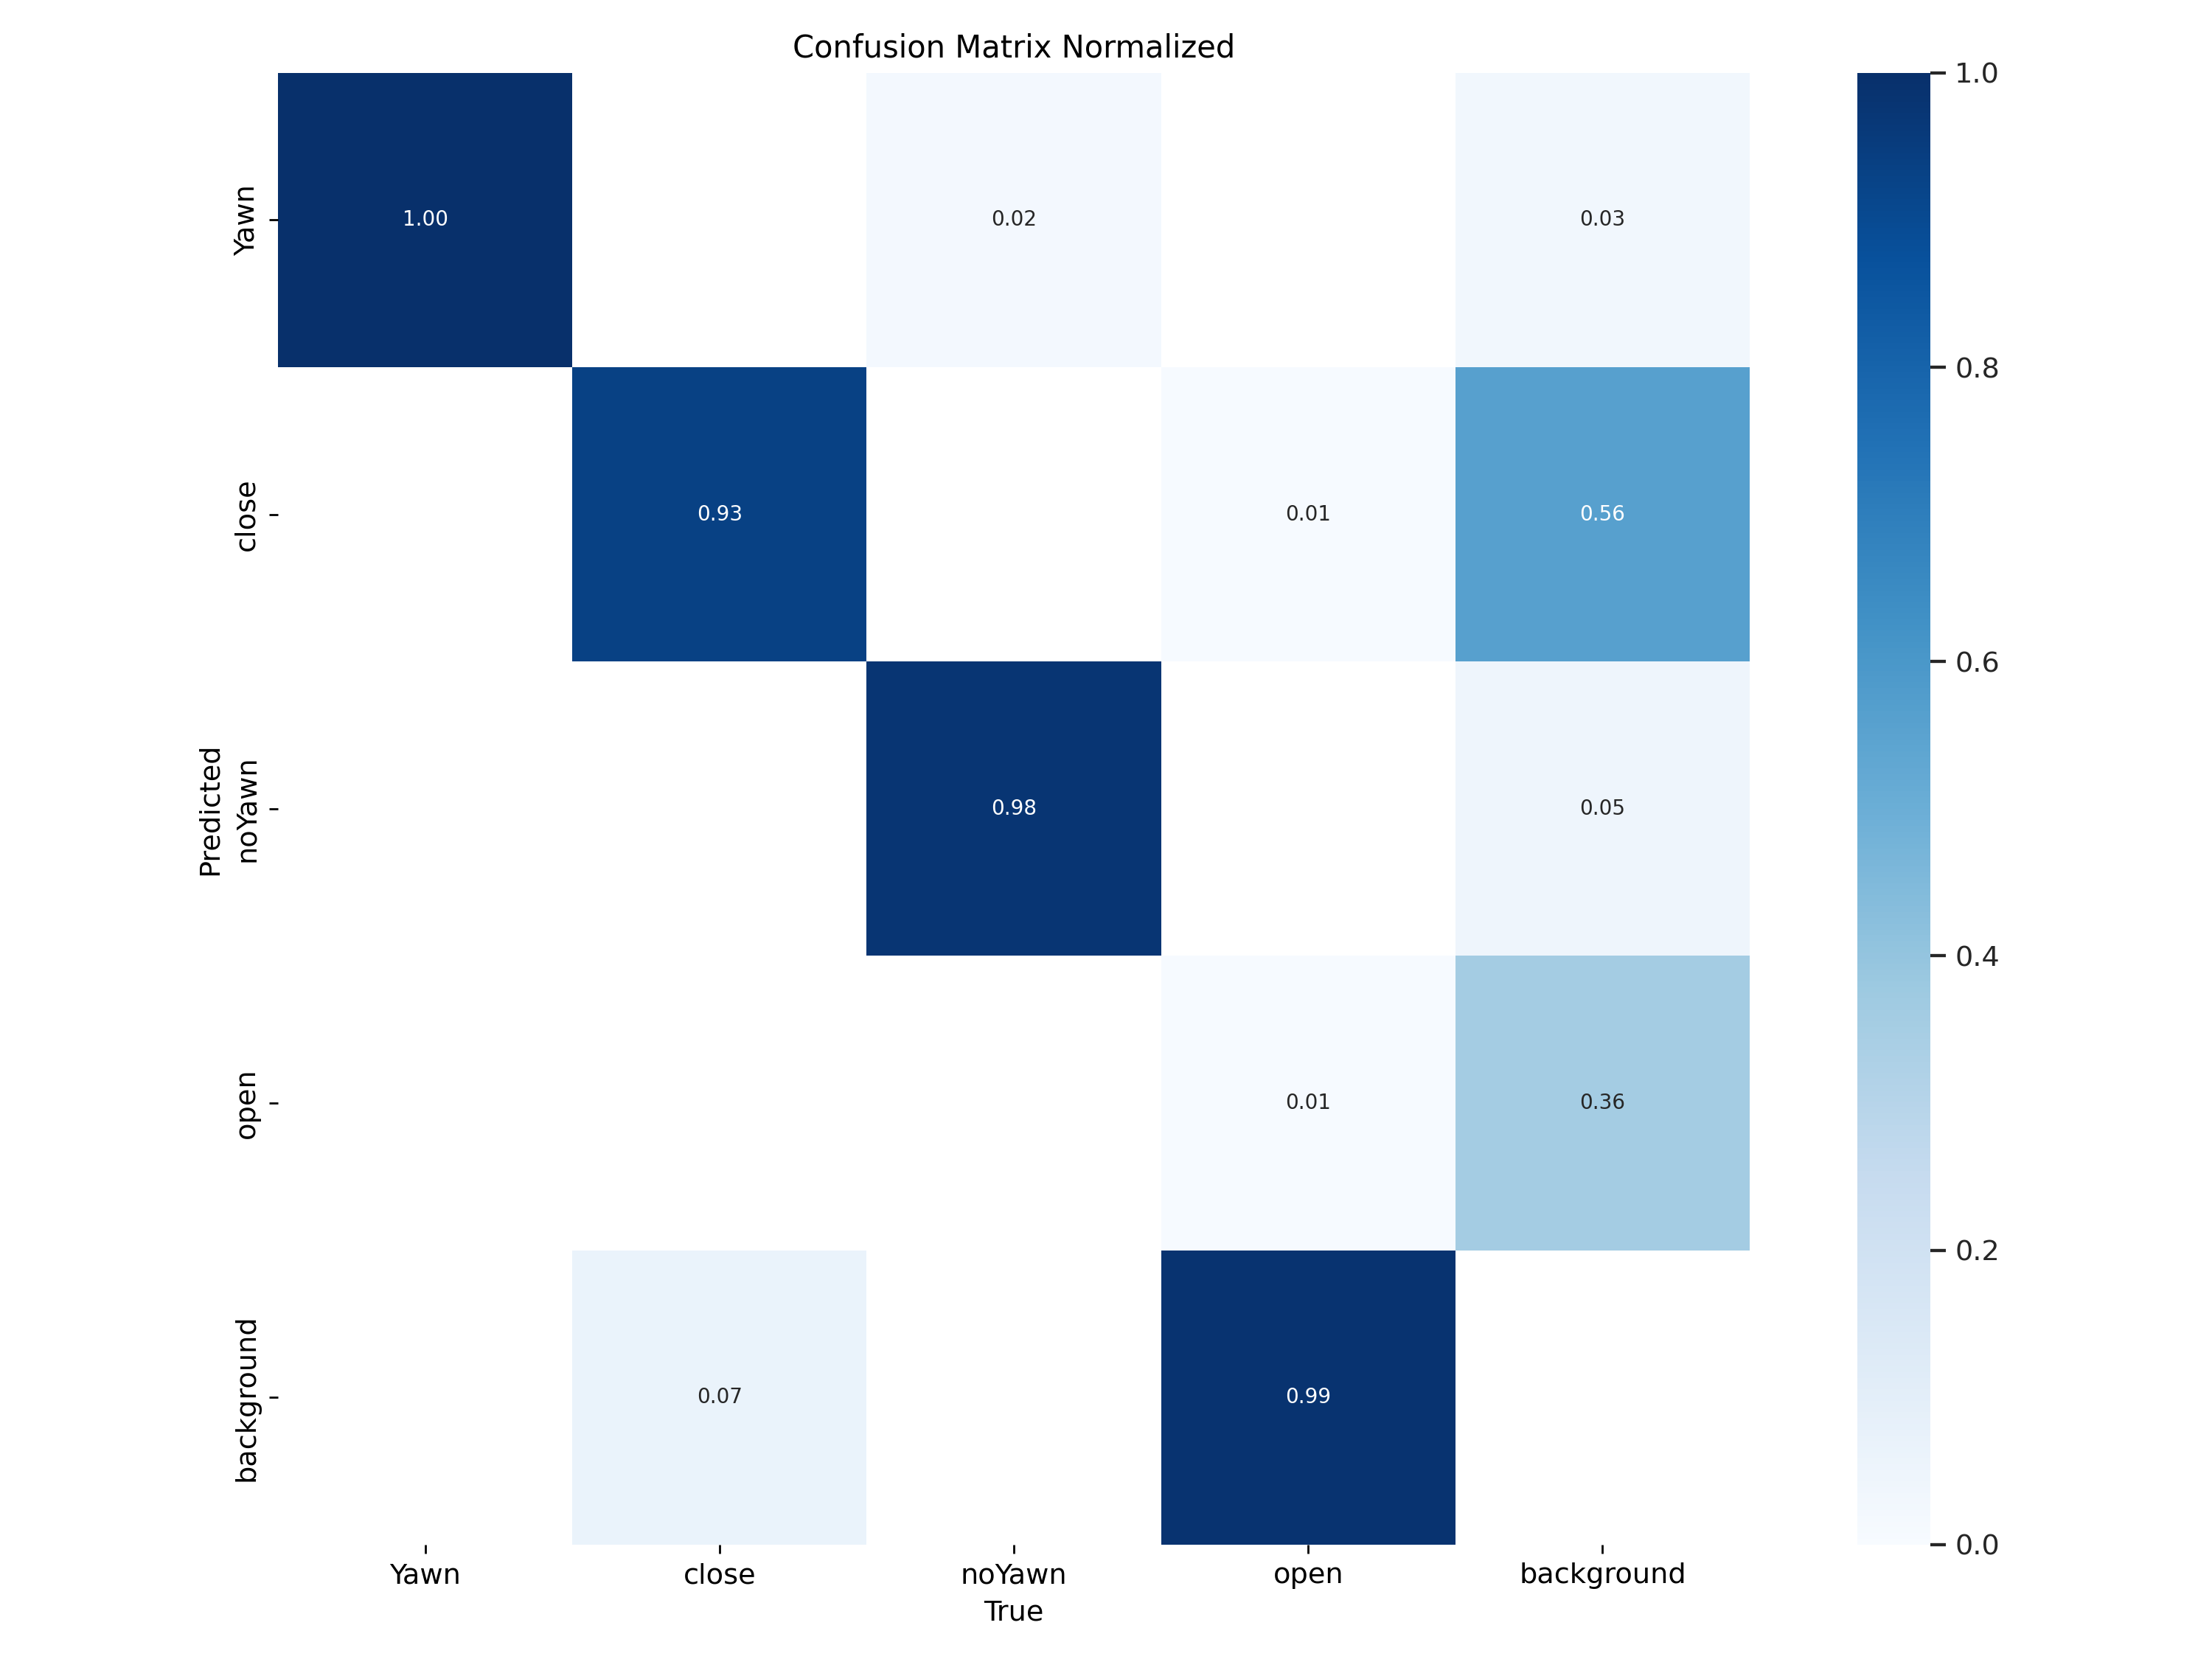 Confusion Matrix Normalized
1.00 0.02 0.03
0.93 0.01 0.56
0.98 0.05
0.01 0.36
0.07 0.99
Yawn
close
noYawn
open
background
Predicted
Yawn close noYawn open background
True
1.0
0.8
0.6
0.4
0.2
0.0